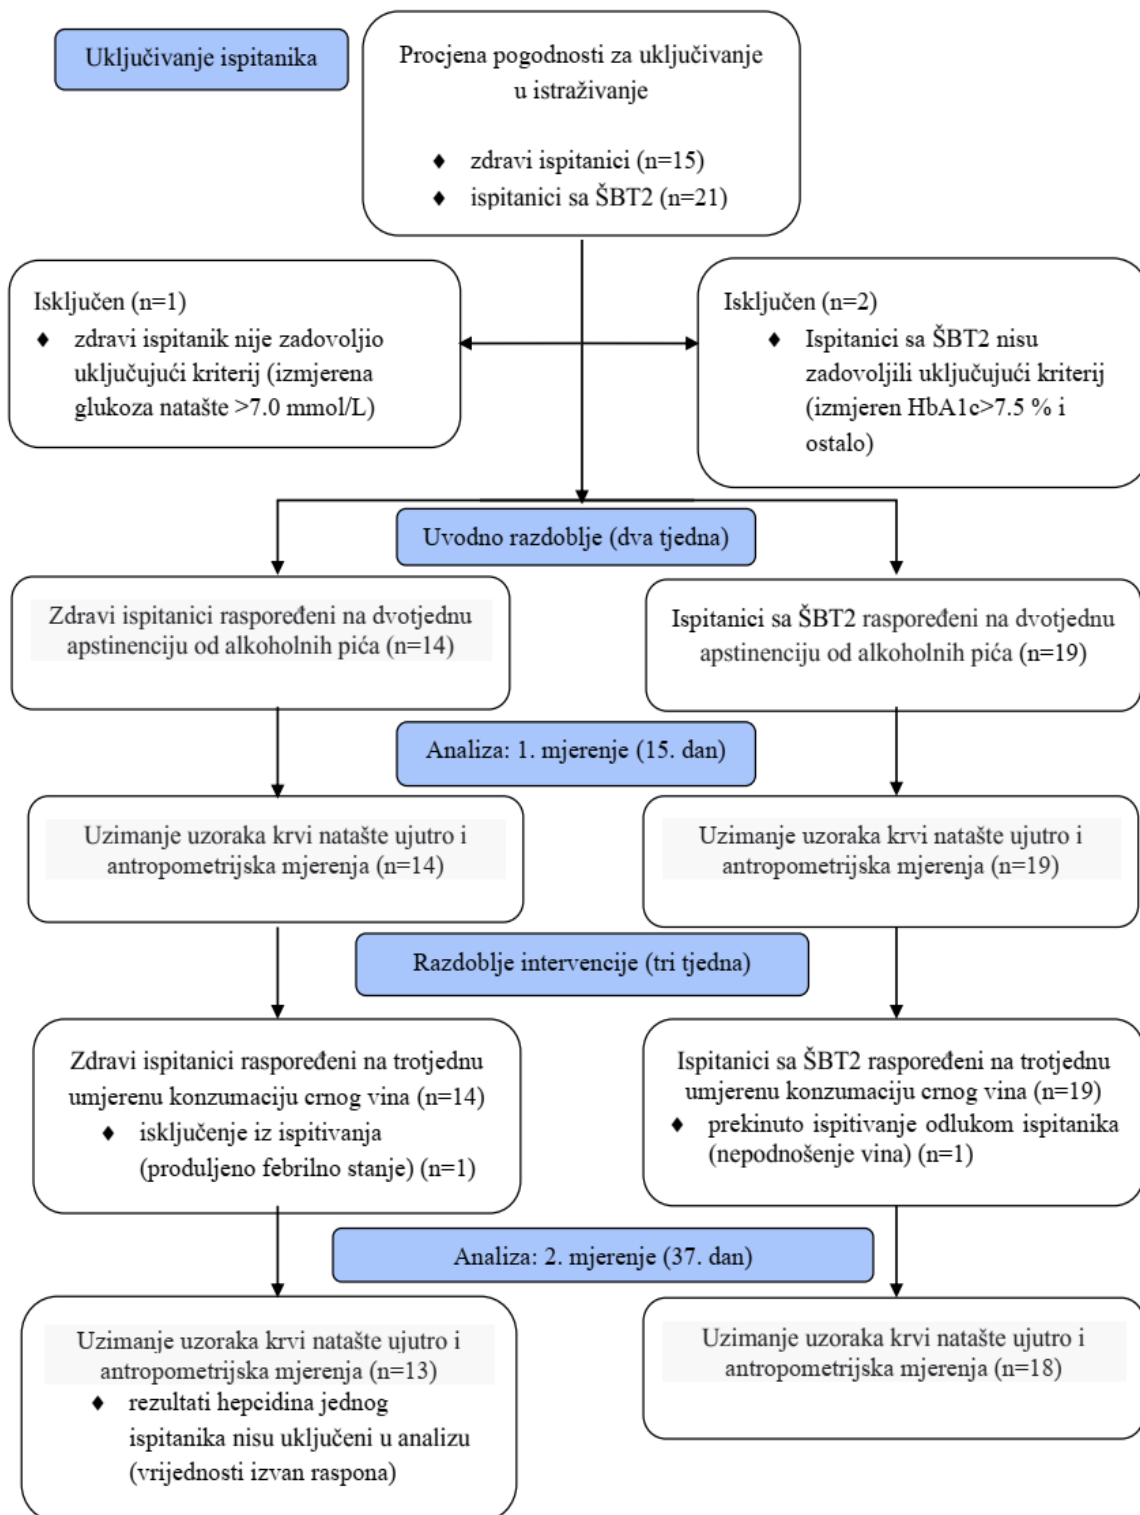 Uključivanje ispitanika
Procjena pogodnosti za uključivanje
u istraživanje
♦ zdravi ispitanici (n=15)
♦ ispitanici sa ŠBT2 (n=21)
Isključen (n=1)
♦ zdravi ispitanik nije zadovoljio
uključujući kriterij (izmjerena
glukoza natašte >7.0 mmol/L)
Isključen (n=2)
♦ Ispitanici sa ŠBT2 nisu
zadovoljili uključujući kriterij
(izmjeren HbA1c>7.5 % i
ostalo)
Uvodno razdoblje (dva tjedna)
Zdravi ispitanici raspoređeni na dvotjednu
apstinenciju od alkoholnih pića (n=14)
Ispitanici sa ŠBT2 raspoređeni na dvotjednu
apstinenciju od alkoholnih pića (n=19)
Analiza: 1. mjerenje (15. dan)
Uzimanje uzoraka krvi natašte ujutro i
antropometrijska mjerenja (n=14)
Uzimanje uzoraka krvi natašte ujutro i
antropometrijska mjerenja (n=19)
Razdoblje intervencije (tri tjedna)
Zdravi ispitanici raspoređeni na trotjednu
umjerenu konzumaciju crnog vina (n=14)
♦ isključenje iz ispitivanja
(produljeno febrilno stanje) (n=1)
Ispitanici sa ŠBT2 raspoređeni na trotjednu
umjerenu konzumaciju crnog vina (n=19)
♦ prekinuto ispitivanje odlukom ispitanika
(nepodnošenje vina) (n=1)
Analiza: 2. mjerenje (37. dan)
Uzimanje uzoraka krvi natašte ujutro i
antropometrijska mjerenja (n=13)
♦ rezultati hepcidina jednog
ispitanika nisu uključeni u analizu
(vrijednosti izvan raspona)
Uzimanje uzoraka krvi natašte ujutro i
antropometrijska mjerenja (n=18)